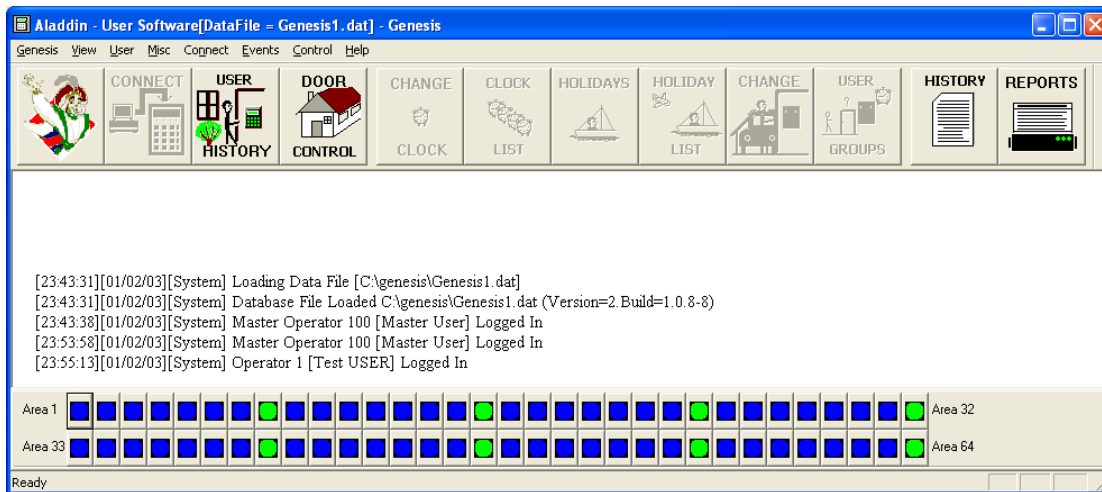 Aladdin - User Software[DataFile = Genesis1.dat] - Genesis
Genesis View User Misc Connect Events Control Help
CONNECT
USER HISTORY
DOOR CONTROL
CHANGE CLOCK
CLOCK LIST
HOLIDAYS
HOLIDAY LIST
CHANGE
USER GROUPS
HISTORY
REPORTS
[23:43:31][01/02/03][System] Loading Data File [C:\genesis\Genesis1.dat]
[23:43:31][01/02/03][System] Database File Loaded C:\genesis\Genesis1.dat (Version=2.Build=1.0.8-8)
[23:43:38][01/02/03][System] Master Operator 100 [Master User] Logged In
[23:53:58][01/02/03][System] Master Operator 100 [Master User] Logged In
[23:55:13][01/02/03][System] Operator 1 [Test USER] Logged In
Area 1 Area 32
Area 33 Area 64
Ready